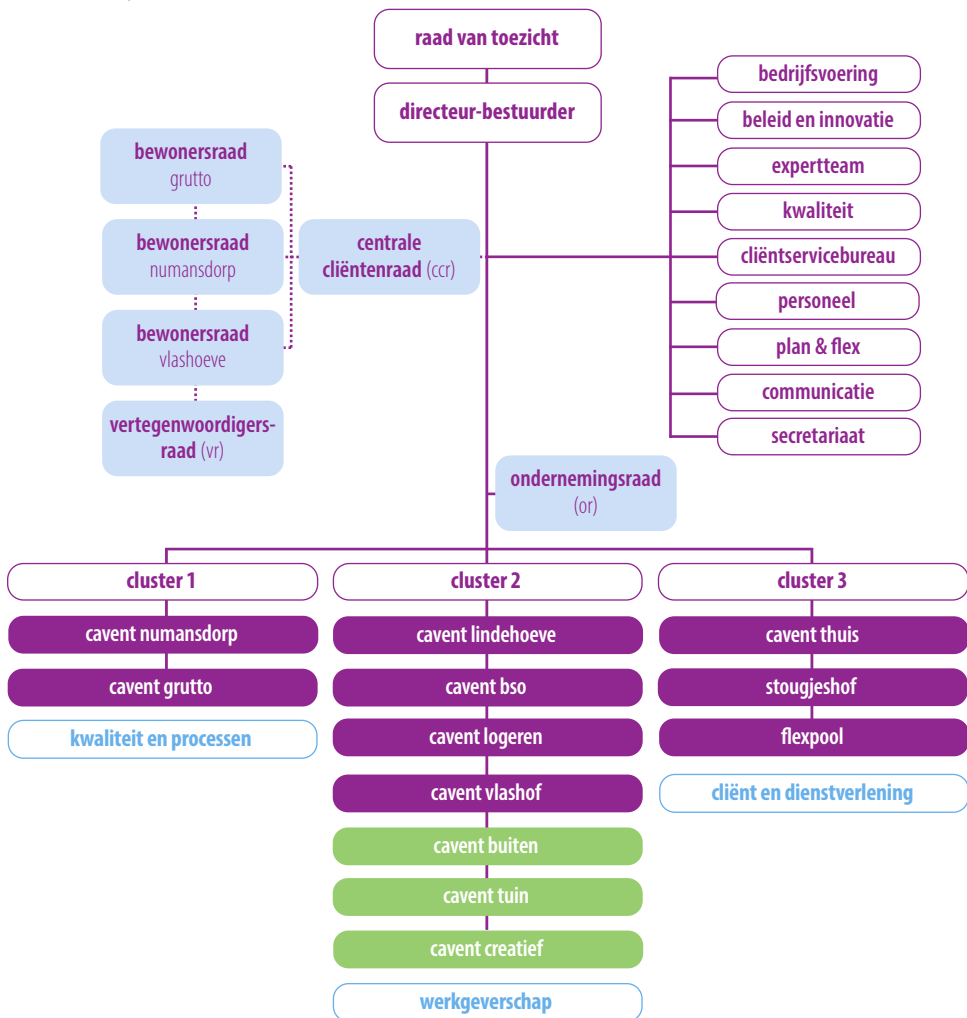 raad van toezicht
directeur-bestuurder
bewonersraad
grutto
bewonersraad
numansdorp
bewonersraad
vlashoeve
vertegenwoordigers-
raad (vr)
centrale
cliëntenraad (ccr)
bedrijfsvoering
beleid en innovatie
expertteam
kwaliteit
cliëntservicebureau
personeel
plan & flex
communicatie
secretariaat
ondernemingsraad
(or)
cluster 1
cavent numansdorp
cavent grutto
kwaliteit en processen
cluster 2
cavent lindehoeve
cavent bso
cavent logeren
cavent vlashof
cavent buiten
cavent tuin
cavent creatief
werkgeverschap
cluster 3
cavent thuis
stougjeshof
flexpool
cliënt en dienstverlening